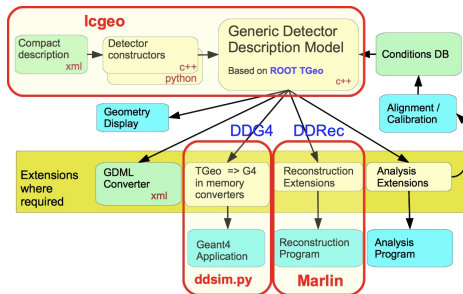 lcgeo
Compact
description
xml
Detector
constructors
c++
python
Generic Detector
Description Model
Based on ROOT TGeo
c++
Conditions DB
Geometry
Display
DDG4
DDRec
Alignment /
Calibration
Extensions
where
required
GDML
Converter
xml
TGeo => G4
in memory
converters
Reconstruction
Extensions
Analysis
Extensions
Geant4
Application
Reconstruction
Program
Analysis
Program
ddsim.py
Marlin